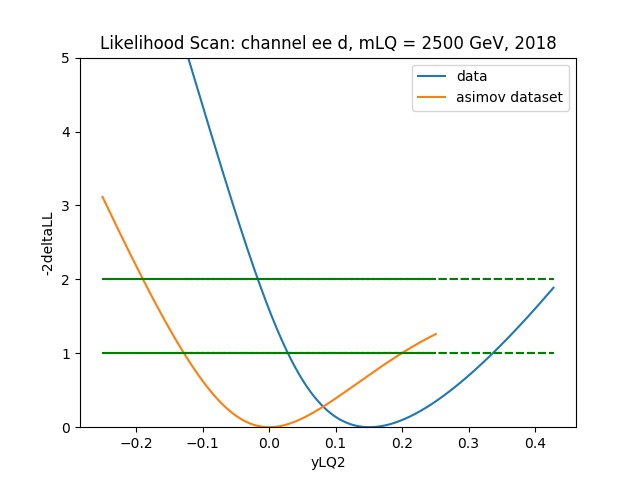 Likelihood Scan: channel ee d, mLQ = 2500 GeV, 2018
data
asimov dataset
5
4
3
2
1
0
-2deltaLL
−0.2 −0.1 0.0 0.1 0.2 0.3 0.4
yLQ2